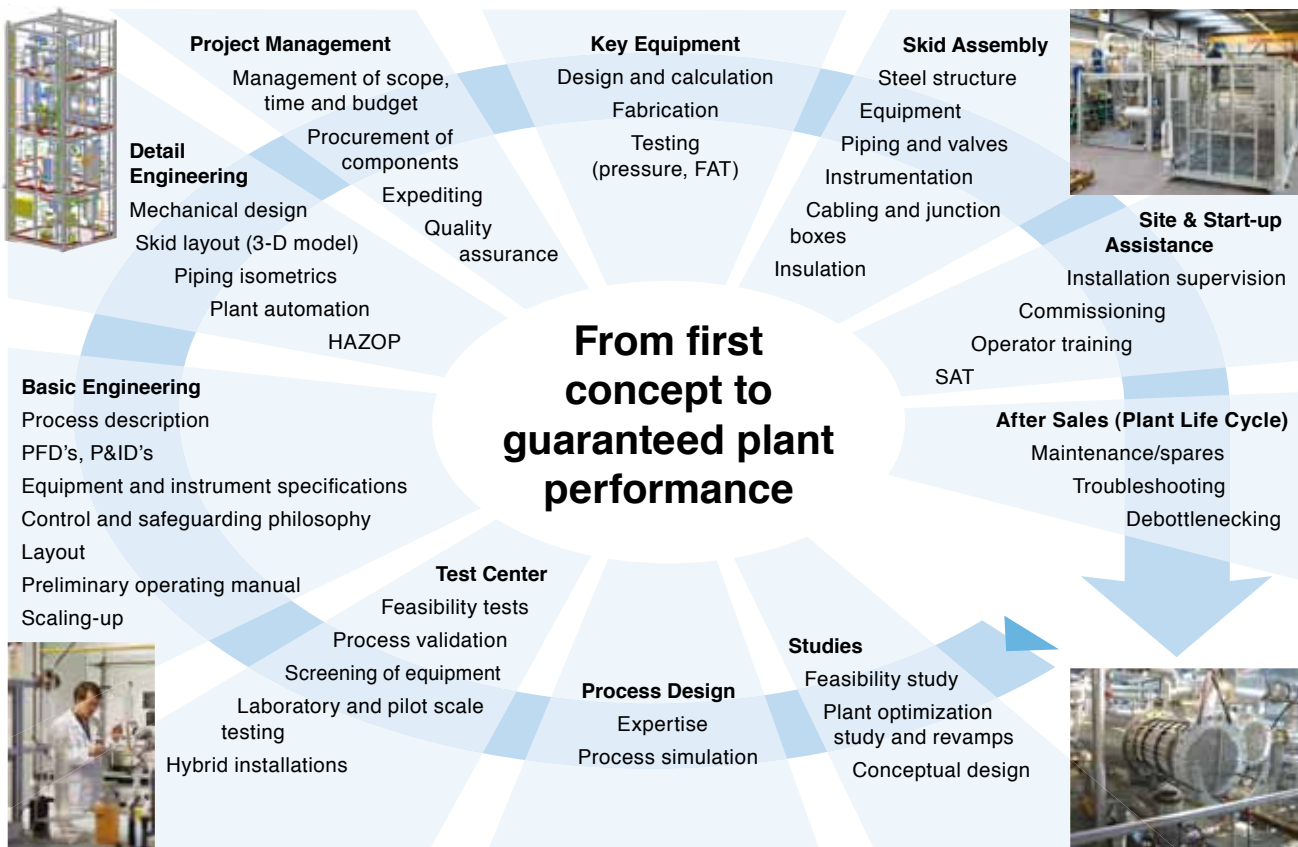 Project Management
Management of scope,
time and budget
Procurement of
components
Expediting
Quality
assurance
Key Equipment
Design and calculation
Fabrication
Testing
(pressure, FAT)
Skid Assembly
Steel structure
Equipment
Piping and valves
Instrumentation
Cabling and junction
boxes
Insulation
Detail
Engineering
Mechanical design
Skid layout (3-D model)
Piping isometrics
Plant automation
HAZOP
Site & Start-up
Assistance
Installation supervision
Commissioning
Operator training
SAT
From first
concept to
guaranteed plant
performance
Basic Engineering
Process description
PFD's, P&ID's
Equipment and instrument specifications
Control and safeguarding philosophy
Layout
Preliminary operating manual
Scaling-up
After Sales (Plant Life Cycle)
Maintenance/spares
Troubleshooting
Debottlenecking
Test Center
Feasibility tests
Process validation
Screening of equipment
Laboratory and pilot scale
testing
Hybrid installations
Process Design
Expertise
Process simulation
Studies
Feasibility study
Plant optimization
study and revamps
Conceptual design